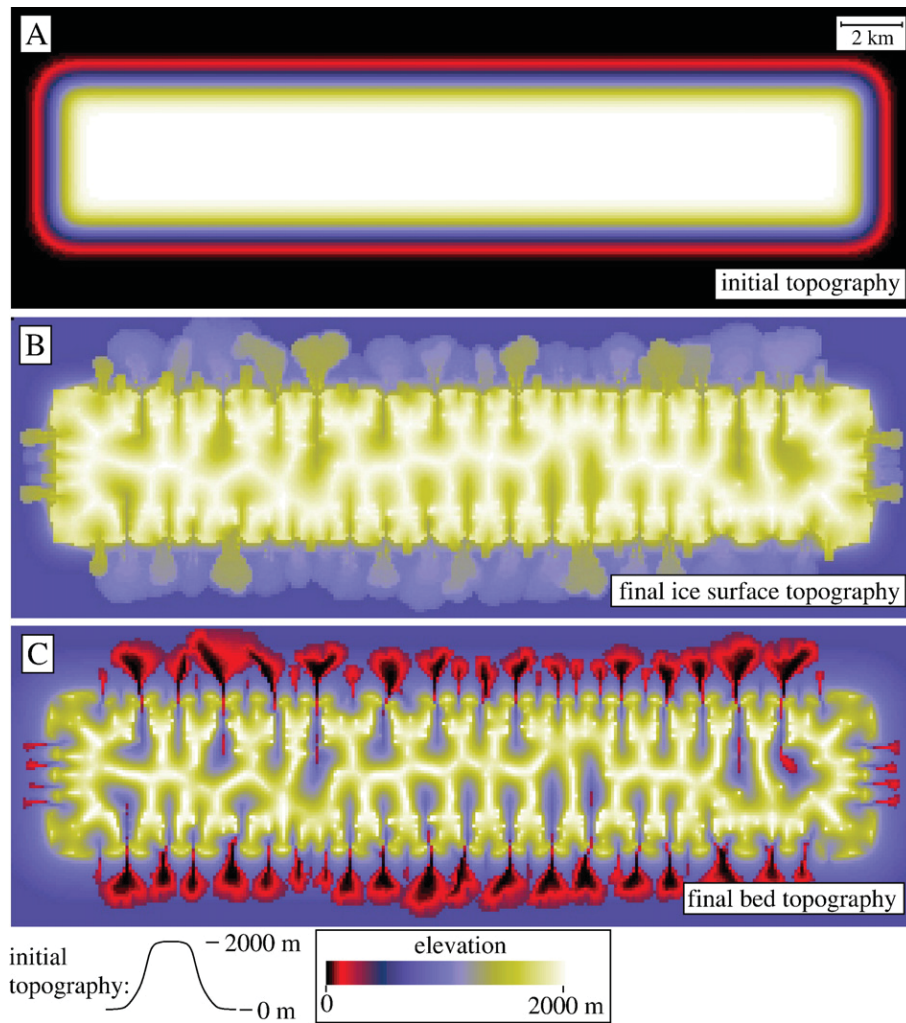 A
2 km
initial topography
B
final ice surface topography
C
final bed topography
initial
topography:
2000 m
0 m
elevation
0
2000 m